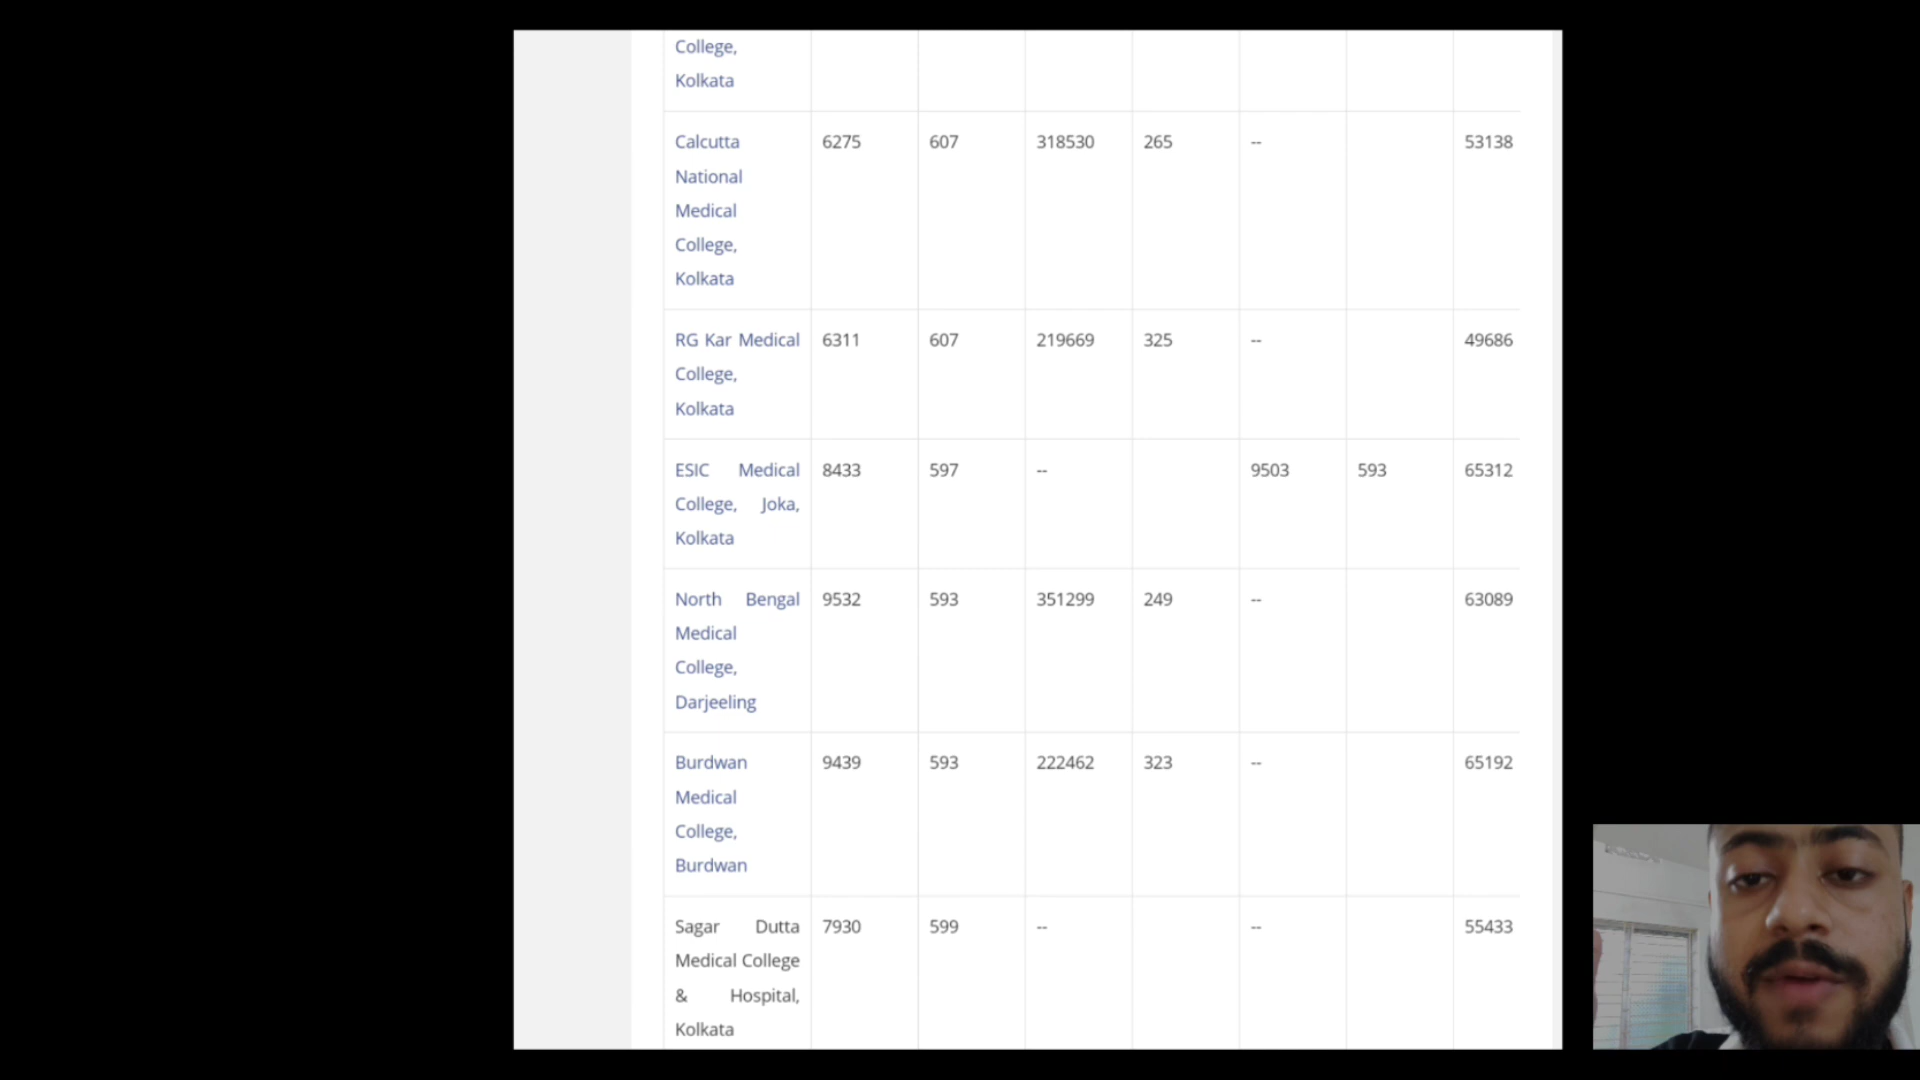 College,
Kolkata
Calcutta 6275 607 318530 265 -- 53138
National
Medical
College,
Kolkata
RG Kar Medical 6311 607 219669 325 -- 49686
College,
Kolkata
ESIC Medical 8433 597 -- 9503 593 65312
College, Joka,
Kolkata
North Bengal 9532 593 351299 249 -- 63089
Medical
College,
Darjeeling
Burdwan 9439 593 222462 323 -- 65192
Medical
College,
Burdwan
Sagar Dutta 7930 599 -- -- 55433
Medical College
& Hospital,
Kolkata